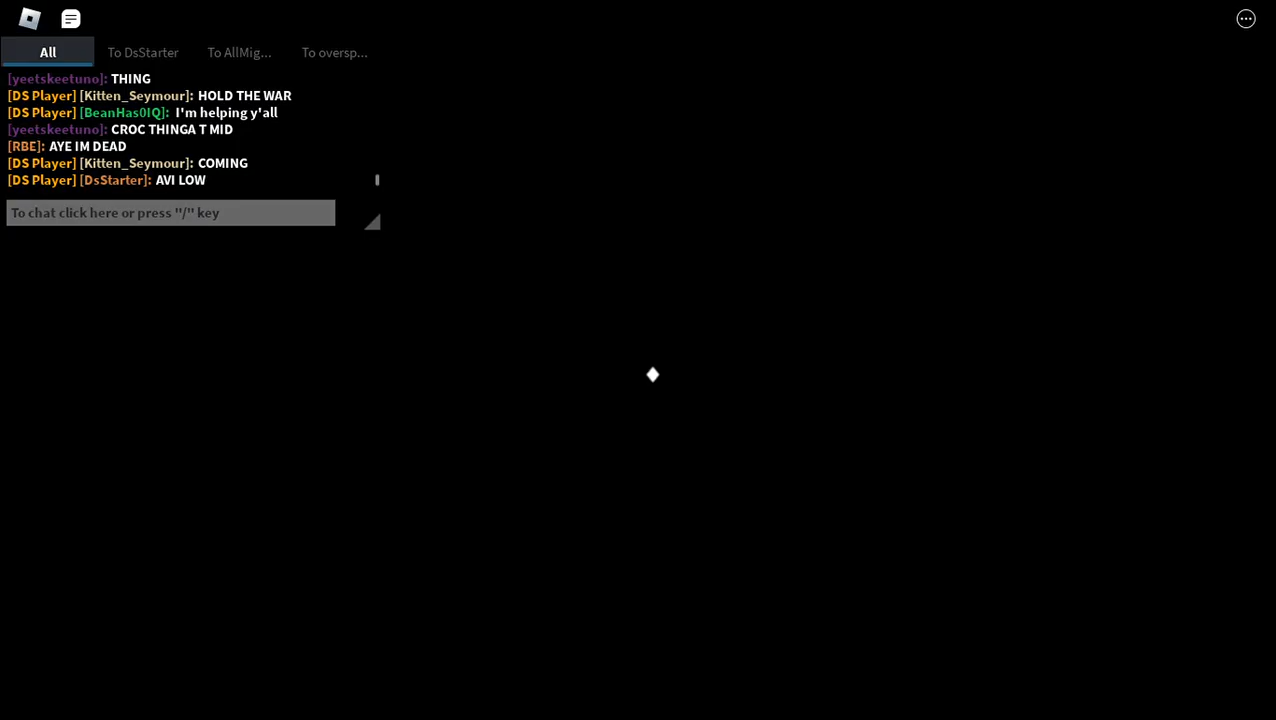 All To DsStarter To AllMig... To oversp...
[yeetskeetuno]: THING
[DS Player] [Kitten_Seymour]: HOLD THE WAR
[DS Player] [BeanHas0IQ]: I'm helping y'all
[yeetskeetuno]: CROC THINGA T MID
[RBE]: AYE IM DEAD
[DS Player] [Kitten_Seymour]: COMING
[DS Player] [DsStarter]: AVI LOW
To chat click here or press "/" key